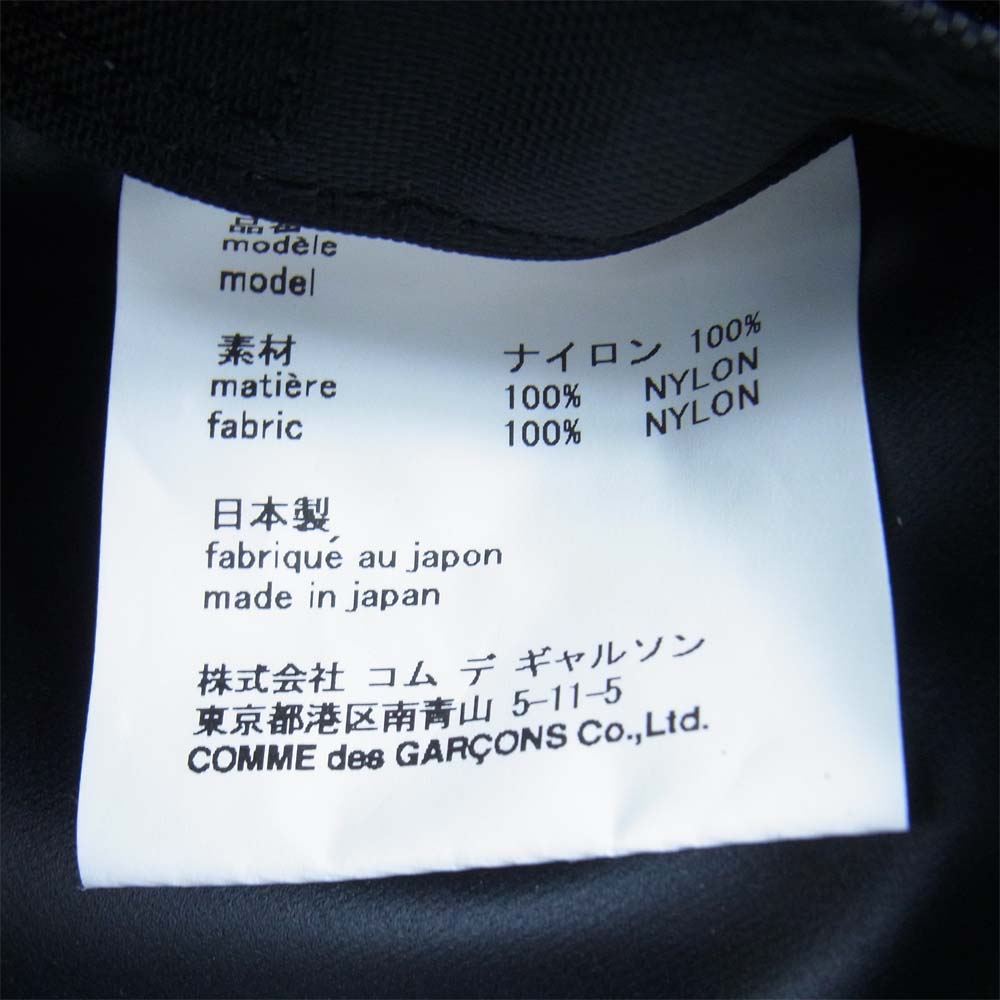 品番
modèle
model
素材 ナイロン 100%
matière 100% NYLON
fabric 100% NYLON
日本製
fabriqué au japon
made in japan
株式会社 コム デ ギャルソン
東京都港区南青山 5-11-5
COMME des GARÇONS Co.,Ltd.